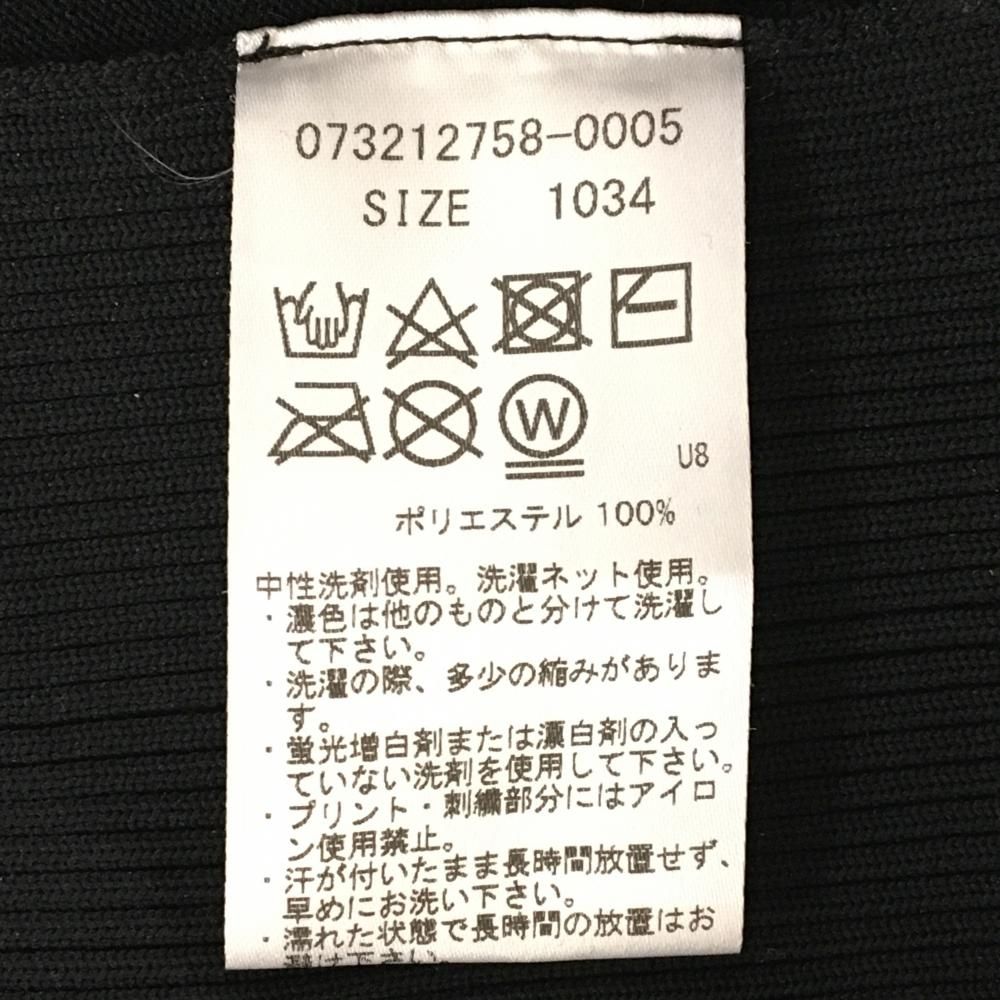 073212758-0005
SIZE 1034
W
U8
ポリエステル 100%
中性洗剤使用。洗濯ネット使用。
・濃色は他のものと分けて洗濯し
て下さい。
・洗濯の際、多少の縮みがありま
す。
・蛍光増白剤または漂白剤の入っ
ていない洗剤を使用して下さい。
・プリント・刺繍部分にはアイロ
ン使用禁止。
・汗が付いたまま長時間放置せず、
早めにお洗い下さい。
・濡れた状態で長時間の放置はお